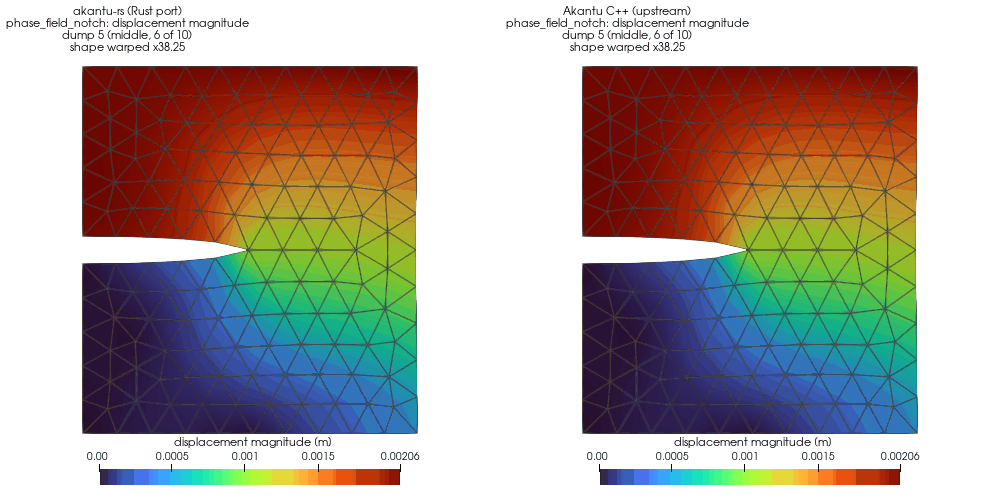 akantu-rs (Rust port)
phase_field_notch: displacement magnitude
dump 5 (middle, 6 of 10)
shape warped x38.25
displacement magnitude (m)
0.00 0.0005 0.001 0.0015 0.00206
Akantu C++ (upstream)
phase_field_notch: displacement magnitude
dump 5 (middle, 6 of 10)
shape warped x38.25
displacement magnitude (m)
0.00 0.0005 0.001 0.0015 0.00206